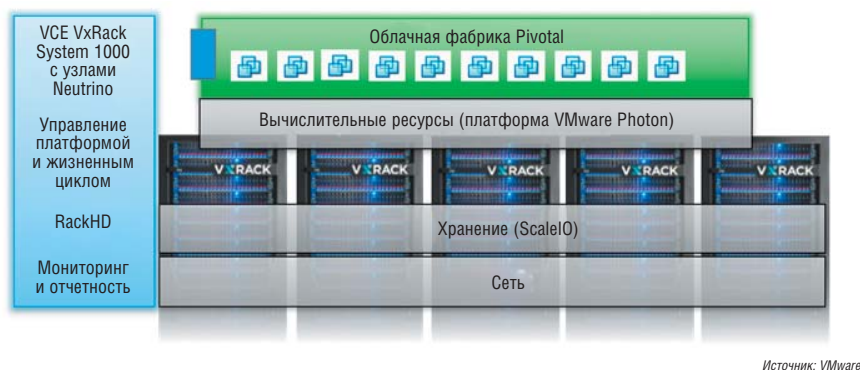 VCE VxRack
System 1000
с узлами
Neutrino
Управление
платформой
и жизненным
циклом
RackHD
Мониторинг
и отчетность
Облачная фабрика Pivotal
Вычислительные ресурсы (платформа VMware Photon)
VXRACK
VXRACK
VXRACK
VXRACK
VXRACK
Хранение (ScaleIO)
Сеть
Источник: VMware